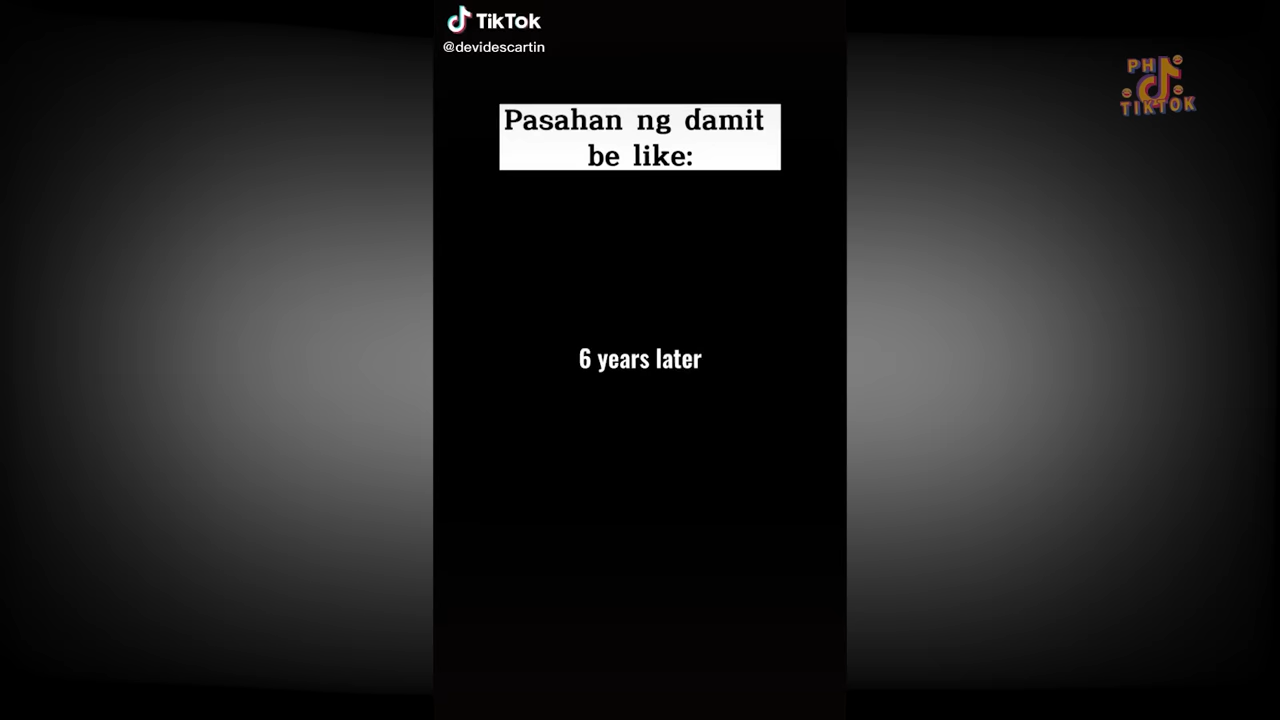 TikTok
@devidescartin
PH
TIKTOK
Pasahan ng damit
be like:
6 years later